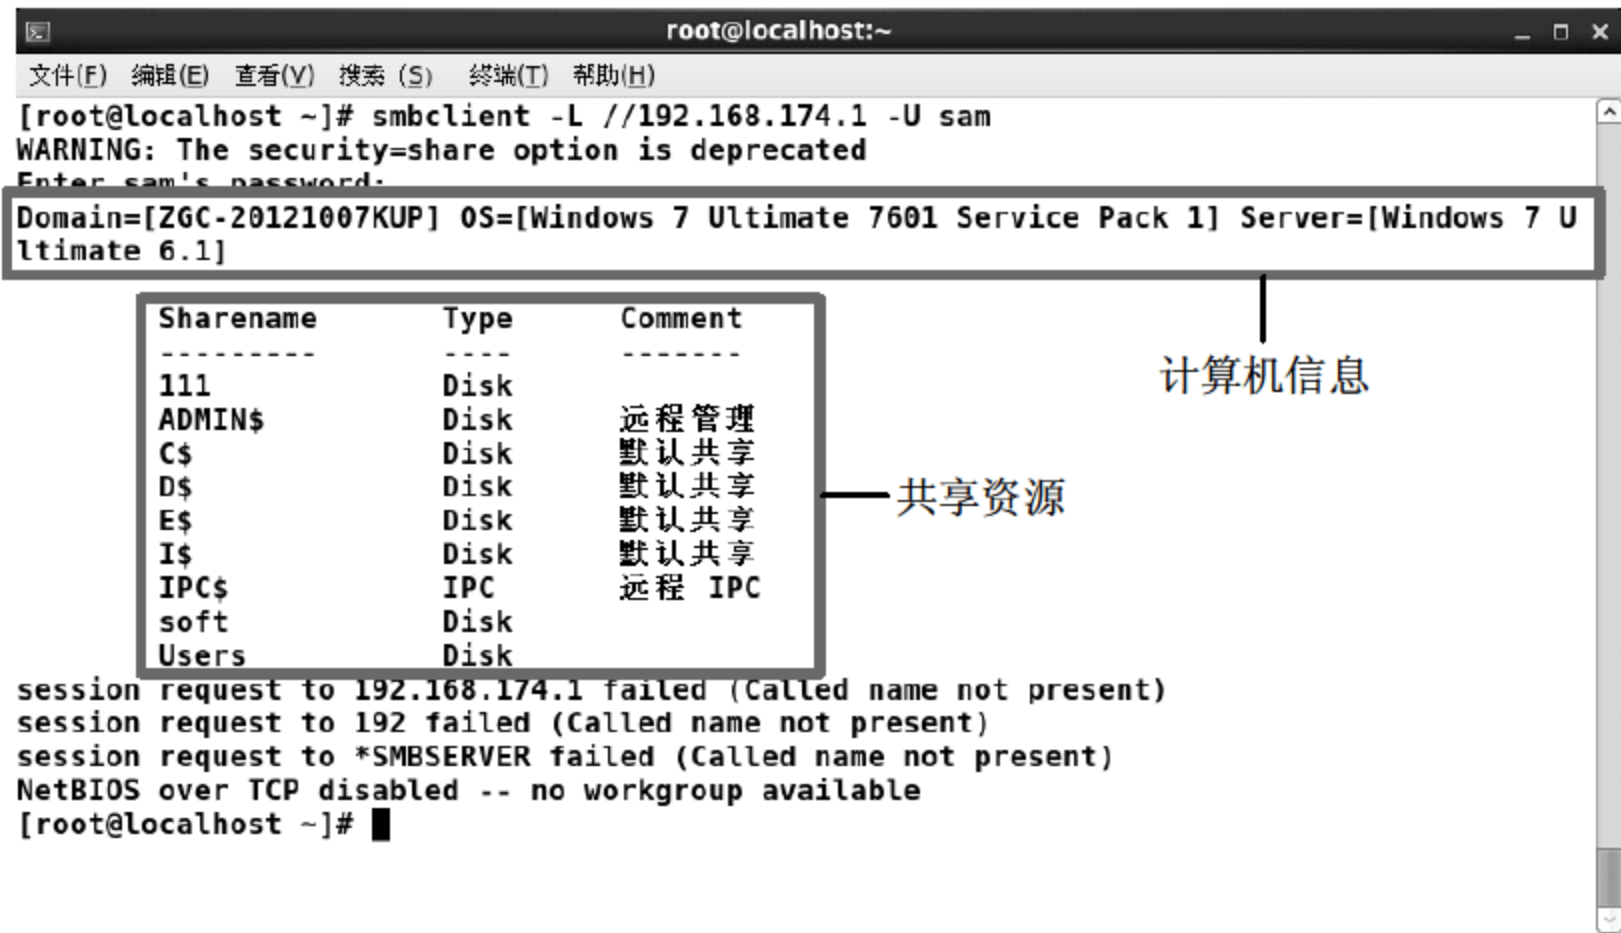 root@localhost:~
文件(F) 编辑(E) 查看(V) 搜索 (S) 终端(T) 帮助(H)
[root@localhost ~]# smbclient -L //192.168.174.1 -U sam
WARNING: The security=share option is deprecated
Enter sam's password:
Domain=[ZGC-20121007KUP] OS=[Windows 7 Ultimate 7601 Service Pack 1] Server=[Windows 7 U
ltimate 6.1]
计算机信息
Sharename Type Comment
--------- ---- -------
111 Disk
ADMIN$ Disk 远程管理
C$ Disk 默认共享
D$ Disk 默认共享
E$ Disk 默认共享
I$ Disk 默认共享
IPC$ IPC 远程 IPC
soft Disk
Users Disk
共享资源
session request to 192.168.174.1 failed (Called name not present)
session request to 192 failed (Called name not present)
session request to *SMBSERVER failed (Called name not present)
NetBIOS over TCP disabled -- no workgroup available
[root@localhost ~]#